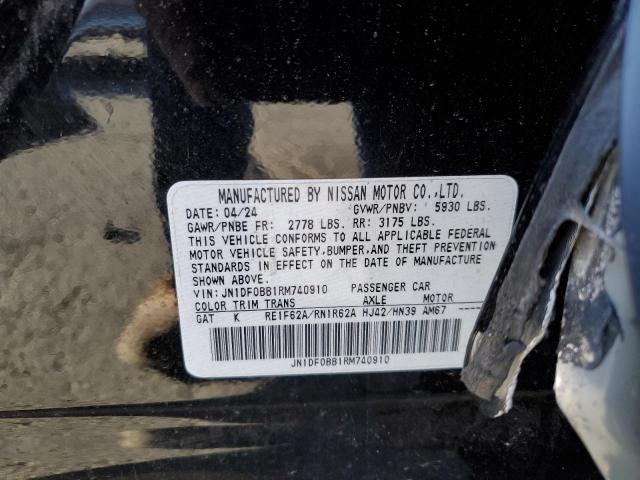 MANUFACTURED BY NISSAN MOTOR CO.,LTD.
DATE: 04/24 GVWR/PNBV: 5930 LBS.
GAWR/PNBE FR: 2778 LBS. RR: 3175 LBS.
THIS VEHICLE CONFORMS TO ALL APPLICABLE FEDERAL
MOTOR VEHICLE SAFETY, BUMPER, AND THEFT PREVENTION
STANDARDS IN EFFECT ON THE DATE OF MANUFACTURE
SHOWN ABOVE.
VIN: JN1DF0BB1RM740910 PASSENGER CAR
COLOR TRIM TRANS AXLE MOTOR
GAT K RE1F62A/RN1R62A HJ42/HN39 AM67
JN1DF0BB1RM740910